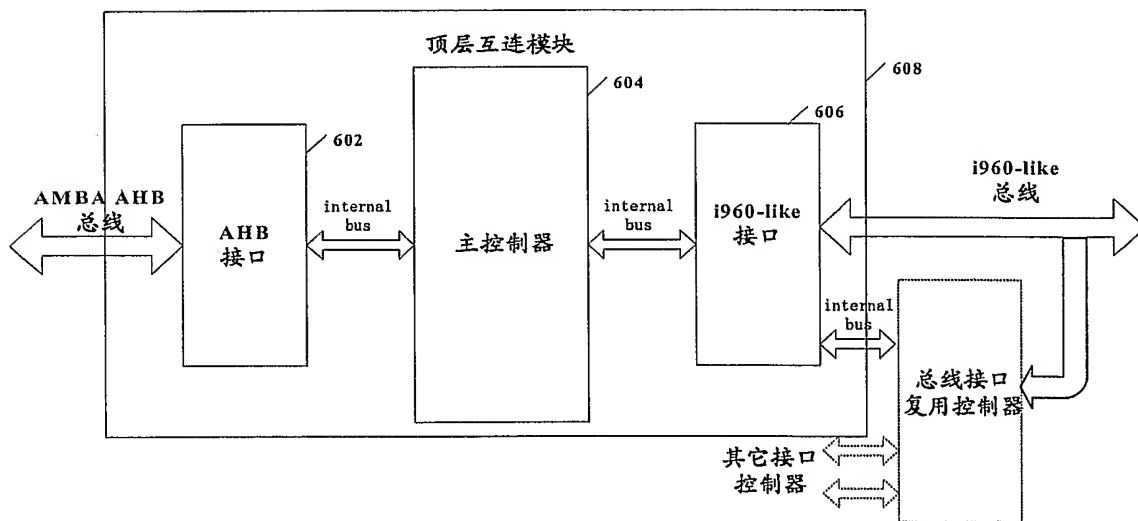 顶层互连模块
608
604
606
602
AMBA AHB
总线
AHB
接口
internal
bus
主控制器
internal
bus
i960-like
接口
i960-like
总线
internal
bus
总线接口
复用控制器
其它接口
控制器